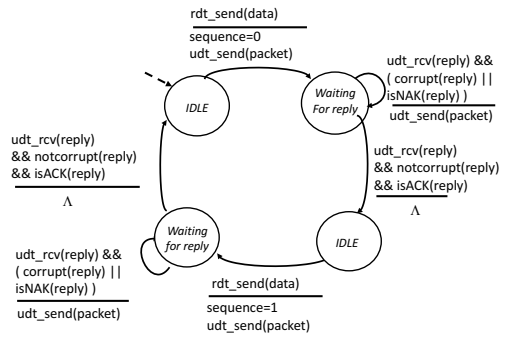 rdt_send(data)
sequence=0
udt_send(packet)
IDLE
Waiting
For reply
udt_rcv(reply) &&
( corrupt(reply) ||
isNAK(reply) )
udt_send(packet)
udt_rcv(reply)
&& notcorrupt(reply)
&& isACK(reply)
Λ
udt_rcv(reply)
&& notcorrupt(reply)
&& isACK(reply)
Λ
Waiting
for reply
IDLE
udt_rcv(reply) &&
( corrupt(reply) ||
isNAK(reply) )
udt_send(packet)
rdt_send(data)
sequence=1
udt_send(packet)